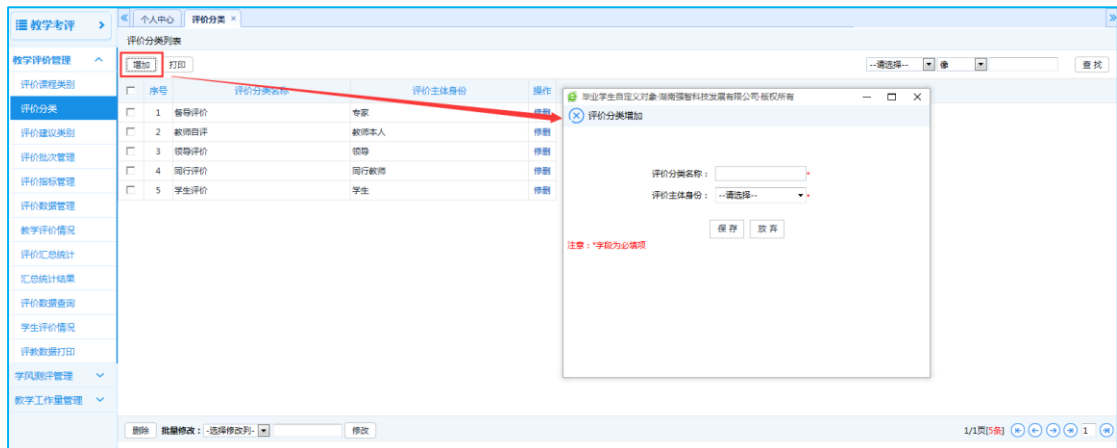 教学考评
个人中心 评价分类 ×
评价分类列表
增加 打印 --请选择-- 像 查 找
序号 评价分类名称 评价主体身份 操作
1 督导评价 专家 修删
2 教师自评 教师本人 修删
3 领导评价 领导 修删
4 同行评价 同行教师 修删
5 学生评价 学生 修删
教学评价管理
评价课程类别
评价分类
评价建议类别
评价批次管理
评价指标管理
评价数据管理
教学评价情况
评价汇总统计
汇总统计结果
评价数据查询
学生评价情况
评教数据打印
学风测评管理
教学工作量管理
毕业学生自定义对象-湖南强智科技发展有限公司-版权所有
评价分类增加
评价分类名称： *
评价主体身份： --请选择-- *
保 存 放 弃
注意：*字段为必填项
删除 批量修改：-选择修改列- 修改
1/1页[5条] 1